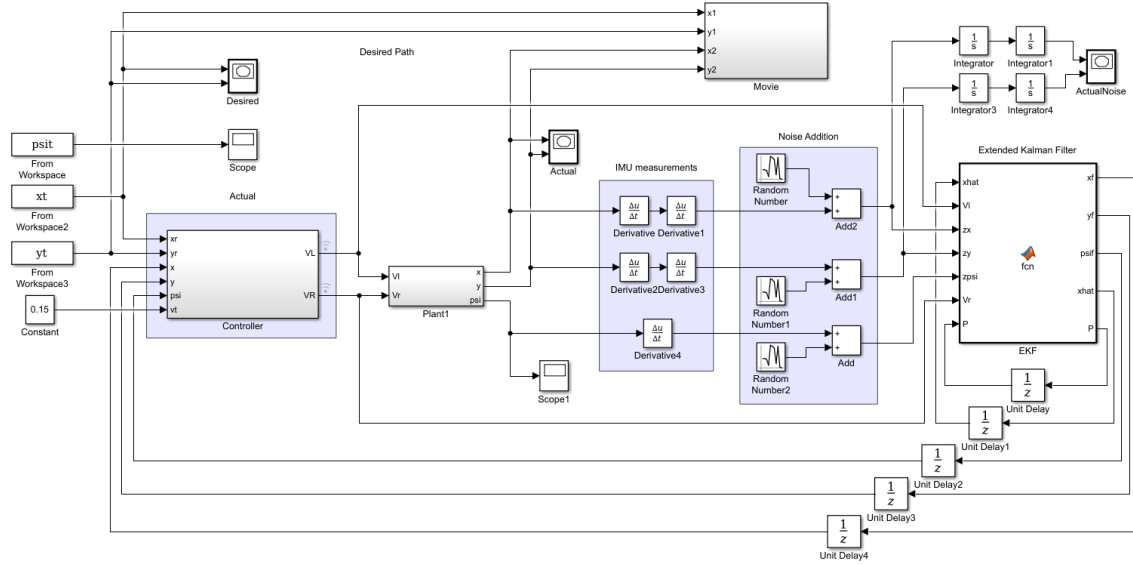 x1
y1
x2
y2
Movie
Desired Path
Desired
psit
From
Workspace
Scope
xt
From
Workspace2
yt
From
Workspace3
0.15
Constant
Actual
xr
yr
x
y
psi
vt
VL
VR
Controller
Vl
Vr
x
y
psi
Plant1
Actual
Scope1
IMU measurements
Δu
Δt
Derivative
Δu
Δt
Derivative1
Δu
Δt
Derivative2
Δu
Δt
Derivative3
Δu
Δt
Derivative4
Noise Addition
Random
Number
+
+
Add2
Random
Number1
+
+
Add1
Random
Number2
+
+
Add
1
s
Integrator
1
s
Integrator1
1
s
Integrator3
1
s
Integrator4
ActualNoise
Extended Kalman Filter
xhat
Vl
zx
zy
zpsi
Vr
P
fcn
xf
yf
psif
xhat
P
EKF
1
z
Unit Delay
1
z
Unit Delay1
1
z
Unit Delay2
1
z
Unit Delay3
1
z
Unit Delay4